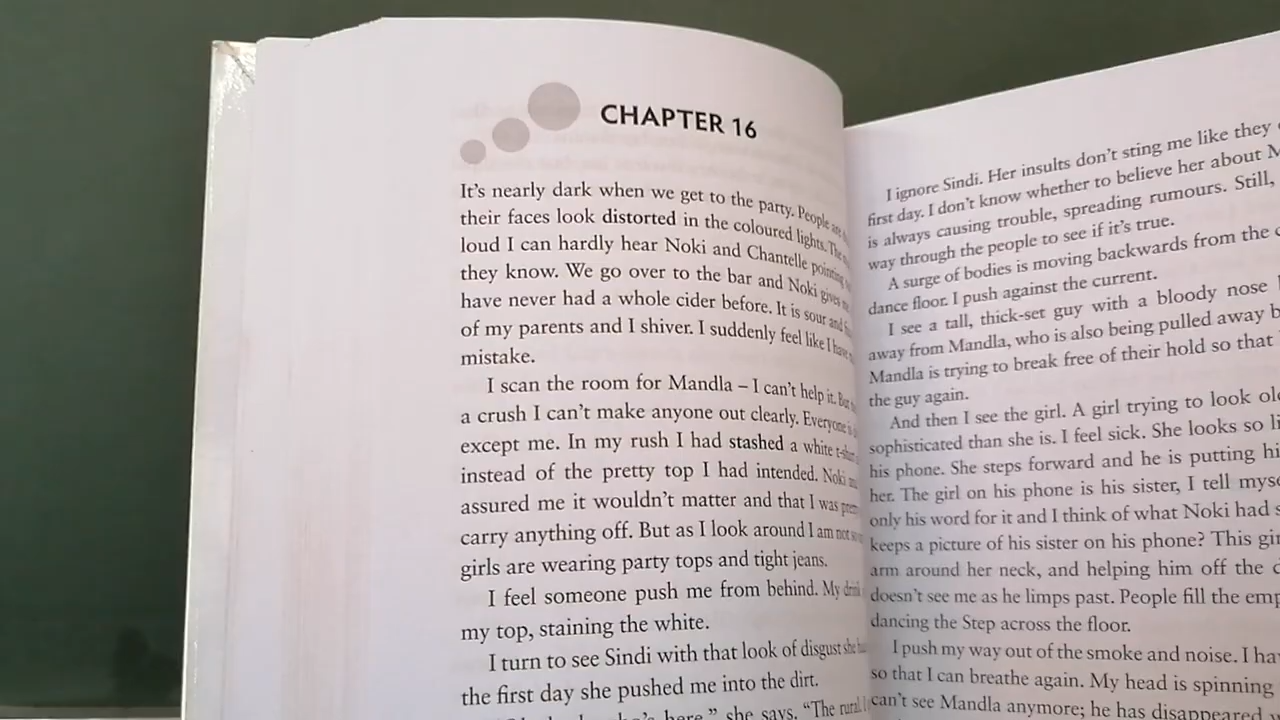 CHAPTER 16
It's nearly dark when we get to the party. People are
their faces look distorted in the coloured lights. The
loud I can hardly hear Noki and Chantelle pointing
they know. We go over to the bar and Noki gives me
have never had a whole cider before. It is sour and
of my parents and I shiver. I suddenly feel like I have
mistake.
I scan the room for Mandla – I can't help it. But
a crush I can't make anyone out clearly. Everyone is
except me. In my rush I had stashed a white t-shirt
instead of the pretty top I had intended. Noki
assured me it wouldn't matter and that I was
carry anything off. But as I look around I am not
girls are wearing party tops and tight jeans.
I feel someone push me from behind. My drink
my top, staining the white.
I turn to see Sindi with that look of disgust she
the first day she pushed me into the dirt.
she's here," she says. "The rural
I ignore Sindi. Her insults don't sting me like they
first day. I don't know whether to believe her about M
is always causing trouble, spreading rumours. Still,
way through the people to see if it's true.
A surge of bodies is moving backwards from the
dance floor. I push against the current.
I see a tall, thick-set guy with a bloody nose
away from Mandla, who is also being pulled away b
Mandla is trying to break free of their hold so that
the guy again.
And then I see the girl. A girl trying to look
sophisticated than she is. I feel sick. She looks so
his phone. She steps forward and he is putting
her. The girl on his phone is his sister, I tell
only his word for it and I think of what Noki had
keeps a picture of his sister on his phone? This
arm around her neck, and helping him off the
doesn't see me as he limps past. People fill the
dancing the Step across the floor.
I push my way out of the smoke and noise. I
so that I can breathe again. My head is spinning
can't see Mandla anymore; he has disappeared